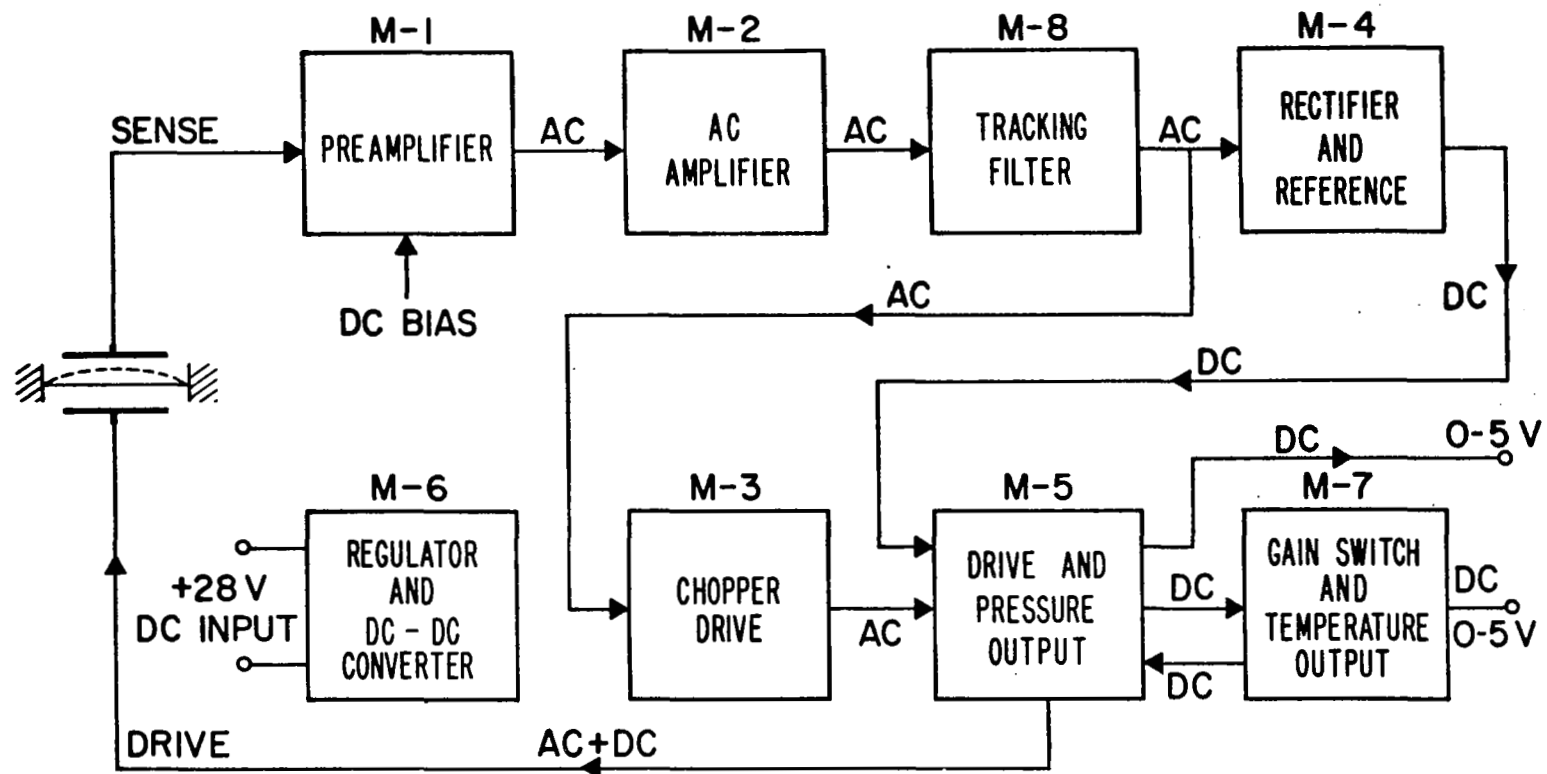 M-1
M-2
M-8
M-4
SENSE
PREAMPLIFIER
AC
AC
AMPLIFIER
AC
TRACKING
FILTER
AC
RECTIFIER
AND
REFERENCE
DC BIAS
AC
DC
DC
DC
0-5 V
M-6
M-3
M-5
M-7
+28 V
DC INPUT
REGULATOR
AND
DC - DC
CONVERTER
CHOPPER
DRIVE
AC
DRIVE AND
PRESSURE
OUTPUT
DC
DC
GAIN SWITCH
AND
TEMPERATURE
OUTPUT
DC
0-5 V
DRIVE
AC+DC